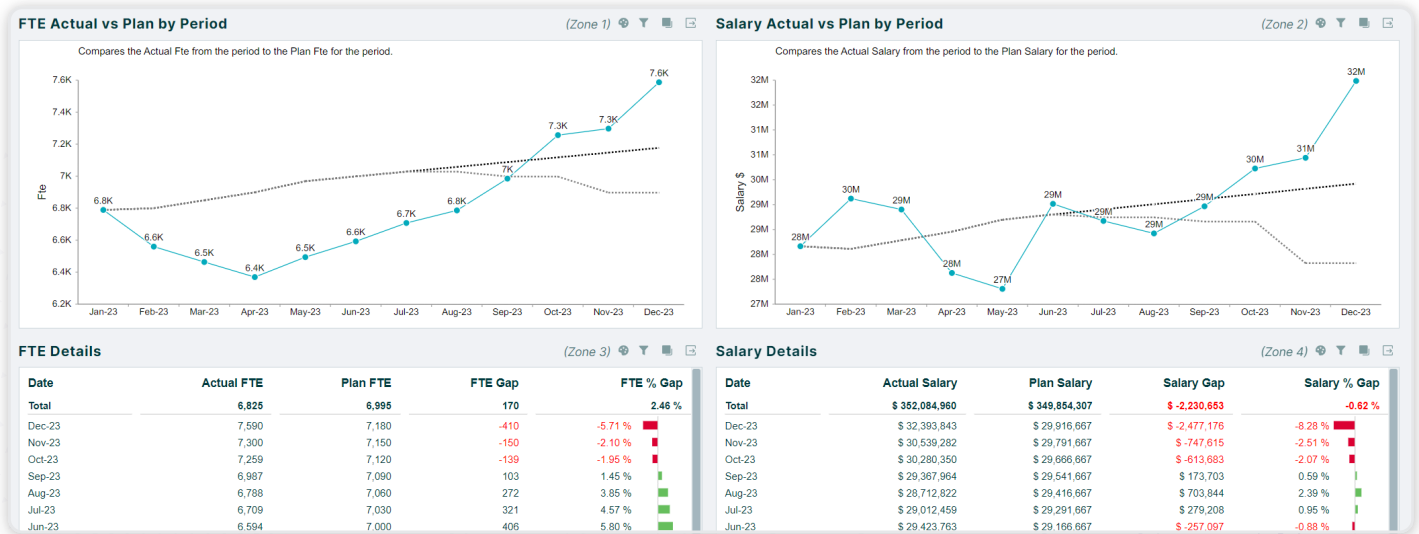 FTE Actual vs Plan by Period (Zone 1)
Compares the Actual Fte from the period to the Plan Fte for the period.
7.6K
7.4K
7.2K
7K
6.8K
6.6K
6.4K
6.2K
Fte
6.8K 6.6K 6.5K 6.4K 6.5K 6.6K 6.7K 6.8K 7K 7.3K 7.3K 7.6K
Jan-23 Feb-23 Mar-23 Apr-23 May-23 Jun-23 Jul-23 Aug-23 Sep-23 Oct-23 Nov-23 Dec-23
Salary Actual vs Plan by Period (Zone 2)
Compares the Actual Salary from the period to the Plan Salary for the period.
32M
32M
31M
31M
30M
29M
29M
28M
28M
27M
Salary $
28M 30M 29M 28M 27M 29M 29M 29M 29M 30M 31M 32M
Jan-23 Feb-23 Mar-23 Apr-23 May-23 Jun-23 Jul-23 Aug-23 Sep-23 Oct-23 Nov-23 Dec-23
FTE Details (Zone 3)
Date Actual FTE Plan FTE FTE Gap FTE % Gap
Total 6,825 6,995 170 2.46 %
Dec-23 7,590 7,180 -410 -5.71 %
Nov-23 7,300 7,150 -150 -2.10 %
Oct-23 7,259 7,120 -139 -1.95 %
Sep-23 6,987 7,090 103 1.45 %
Aug-23 6,788 7,060 272 3.85 %
Jul-23 6,709 7,030 321 4.57 %
Jun-23 6,594 7,000 406 5.80 %
Salary Details (Zone 4)
Date Actual Salary Plan Salary Salary Gap Salary % Gap
Total $ 352,084,960 $ 349,854,307 $ -2,230,653 -0.62 %
Dec-23 $ 32,393,843 $ 29,916,667 $ -2,477,176 -8.28 %
Nov-23 $ 30,539,282 $ 29,791,667 $ -747,615 -2.51 %
Oct-23 $ 30,280,350 $ 29,666,667 $ -613,683 -2.07 %
Sep-23 $ 29,367,964 $ 29,541,667 $ 173,703 0.59 %
Aug-23 $ 28,712,822 $ 29,416,667 $ 703,844 2.39 %
Jul-23 $ 29,012,459 $ 29,291,667 $ 279,208 0.95 %
Jun-23 $ 29,423,763 $ 29,166,667 $ -257,097 -0.88 %